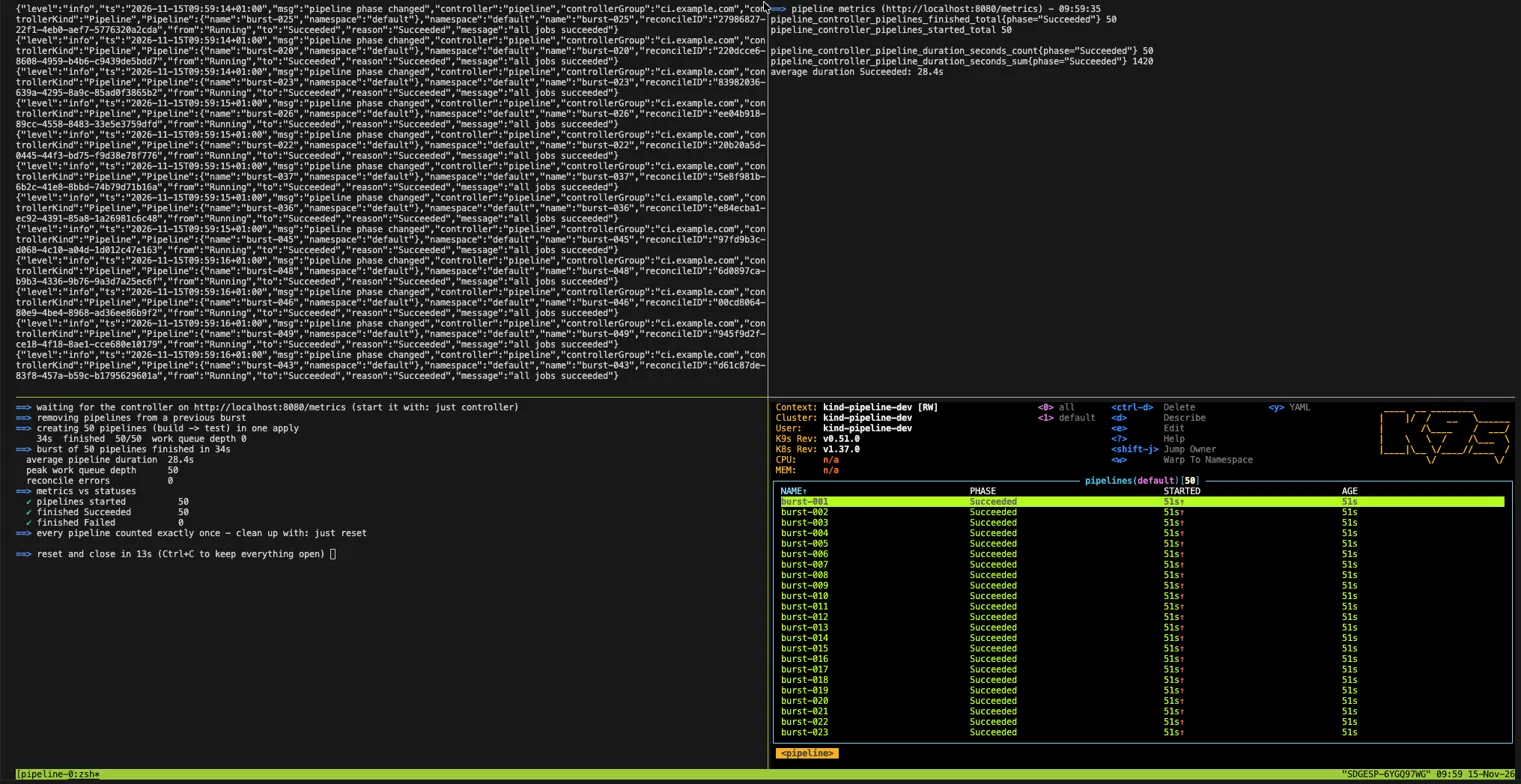 {"level":"info","ts":"2026-11-15T09:59:14+01:00","msg":"pipeline phase changed","controller":"pipeline","controllerGroup":"ci.example.com","con
trollerKind":"Pipeline","Pipeline":{"name":"burst-025","namespace":"default"},"namespace":"default","name":"burst-025","reconcileID":"27986827-
22f1-4eb0-aef7-5776320a2cda","from":"Running","to":"Succeeded","reason":"Succeeded","message":"all jobs succeeded"}
{"level":"info","ts":"2026-11-15T09:59:14+01:00","msg":"pipeline phase changed","controller":"pipeline","controllerGroup":"ci.example.com","con
trollerKind":"Pipeline","Pipeline":{"name":"burst-020","namespace":"default"},"namespace":"default","name":"burst-020","reconcileID":"220dcce6-
8608-4959-b4b6-c9439de5bdd7","from":"Running","to":"Succeeded","reason":"Succeeded","message":"all jobs succeeded"}
{"level":"info","ts":"2026-11-15T09:59:14+01:00","msg":"pipeline phase changed","controller":"pipeline","controllerGroup":"ci.example.com","con
trollerKind":"Pipeline","Pipeline":{"name":"burst-023","namespace":"default"},"namespace":"default","name":"burst-023","reconcileID":"83982036-
639a-4295-8a9c-85ad0f3865b2","from":"Running","to":"Succeeded","reason":"Succeeded","message":"all jobs succeeded"}
{"level":"info","ts":"2026-11-15T09:59:15+01:00","msg":"pipeline phase changed","controller":"pipeline","controllerGroup":"ci.example.com","con
trollerKind":"Pipeline","Pipeline":{"name":"burst-026","namespace":"default"},"namespace":"default","name":"burst-026","reconcileID":"ee04b918-
89cc-4558-8483-33e5e3759dfd","from":"Running","to":"Succeeded","reason":"Succeeded","message":"all jobs succeeded"}
{"level":"info","ts":"2026-11-15T09:59:15+01:00","msg":"pipeline phase changed","controller":"pipeline","controllerGroup":"ci.example.com","con
trollerKind":"Pipeline","Pipeline":{"name":"burst-022","namespace":"default"},"namespace":"default","name":"burst-022","reconcileID":"20b20a5d-
0445-44f3-bd75-f9d38e78f776","from":"Running","to":"Succeeded","reason":"Succeeded","message":"all jobs succeeded"}
{"level":"info","ts":"2026-11-15T09:59:15+01:00","msg":"pipeline phase changed","controller":"pipeline","controllerGroup":"ci.example.com","con
trollerKind":"Pipeline","Pipeline":{"name":"burst-037","namespace":"default"},"namespace":"default","name":"burst-037","reconcileID":"5e8f981b-
6b2c-41e8-8bbd-74b79d71b16a","from":"Running","to":"Succeeded","reason":"Succeeded","message":"all jobs succeeded"}
{"level":"info","ts":"2026-11-15T09:59:15+01:00","msg":"pipeline phase changed","controller":"pipeline","controllerGroup":"ci.example.com","con
trollerKind":"Pipeline","Pipeline":{"name":"burst-036","namespace":"default"},"namespace":"default","name":"burst-036","reconcileID":"e84ecba1-
ec92-4391-85a8-1a26981c6c48","from":"Running","to":"Succeeded","reason":"Succeeded","message":"all jobs succeeded"}
{"level":"info","ts":"2026-11-15T09:59:15+01:00","msg":"pipeline phase changed","controller":"pipeline","controllerGroup":"ci.example.com","con
trollerKind":"Pipeline","Pipeline":{"name":"burst-045","namespace":"default"},"namespace":"default","name":"burst-045","reconcileID":"97fd9b3c-
d068-4c10-a04d-1d012c47e163","from":"Running","to":"Succeeded","reason":"Succeeded","message":"all jobs succeeded"}
{"level":"info","ts":"2026-11-15T09:59:16+01:00","msg":"pipeline phase changed","controller":"pipeline","controllerGroup":"ci.example.com","con
trollerKind":"Pipeline","Pipeline":{"name":"burst-048","namespace":"default"},"namespace":"default","name":"burst-048","reconcileID":"6d0897ca-
b9b3-4336-9b76-9a3d7a25ec6f","from":"Running","to":"Succeeded","reason":"Succeeded","message":"all jobs succeeded"}
{"level":"info","ts":"2026-11-15T09:59:16+01:00","msg":"pipeline phase changed","controller":"pipeline","controllerGroup":"ci.example.com","con
trollerKind":"Pipeline","Pipeline":{"name":"burst-046","namespace":"default"},"namespace":"default","name":"burst-046","reconcileID":"00cd8064-
80e9-4be4-8968-ad36ee86b9f2","from":"Running","to":"Succeeded","reason":"Succeeded","message":"all jobs succeeded"}
{"level":"info","ts":"2026-11-15T09:59:16+01:00","msg":"pipeline phase changed","controller":"pipeline","controllerGroup":"ci.example.com","con
trollerKind":"Pipeline","Pipeline":{"name":"burst-049","namespace":"default"},"namespace":"default","name":"burst-049","reconcileID":"945f9d2f-
ce18-4f18-8ae1-cce680e10179","from":"Running","to":"Succeeded","reason":"Succeeded","message":"all jobs succeeded"}
{"level":"info","ts":"2026-11-15T09:59:16+01:00","msg":"pipeline phase changed","controller":"pipeline","controllerGroup":"ci.example.com","con
trollerKind":"Pipeline","Pipeline":{"name":"burst-043","namespace":"default"},"namespace":"default","name":"burst-043","reconcileID":"d61c87de-
83f8-457a-b59c-b1795629601a","from":"Running","to":"Succeeded","reason":"Succeeded","message":"all jobs succeeded"}
==> pipeline metrics (http://localhost:8080/metrics) — 09:59:35
pipeline_controller_pipelines_finished_total{phase="Succeeded"} 50
pipeline_controller_pipelines_started_total 50
pipeline_controller_pipeline_duration_seconds_count{phase="Succeeded"} 50
pipeline_controller_pipeline_duration_seconds_sum{phase="Succeeded"} 1420
average duration Succeeded: 28.4s
==> waiting for the controller on http://localhost:8080/metrics (start it with: just controller)
==> removing pipelines from a previous burst
==> creating 50 pipelines (build -> test) in one apply
34s finished 50/50 work queue depth 0
==> burst of 50 pipelines finished in 34s
average pipeline duration 28.4s
peak work queue depth 50
reconcile errors 0
==> metrics vs statuses
✔ pipelines started 50
✔ finished Succeeded 50
✔ finished Failed 0
==> every pipeline counted exactly once — clean up with: just reset
==> reset and close in 13s (Ctrl+C to keep everything open)
Context: kind-pipeline-dev [RW] <0> all <ctrl-d> Delete <y> YAML
Cluster: kind-pipeline-dev <1> default <d> Describe
User: kind-pipeline-dev <e> Edit
K9s Rev: v0.51.0 <?> Help
K8s Rev: v1.37.0 <shift-j> Jump Owner
CPU: n/a <w> Warp To Namespace
MEM: n/a
pipelines(default)[50]
NAME↑ PHASE STARTED AGE
burst-001 Succeeded 51s↑ 51s
burst-002 Succeeded 51s↑ 51s
burst-003 Succeeded 51s↑ 51s
burst-004 Succeeded 51s↑ 51s
burst-005 Succeeded 51s↑ 51s
burst-006 Succeeded 51s↑ 51s
burst-007 Succeeded 51s↑ 51s
burst-008 Succeeded 51s↑ 51s
burst-009 Succeeded 51s↑ 51s
burst-010 Succeeded 51s↑ 51s
burst-011 Succeeded 51s↑ 51s
burst-012 Succeeded 51s↑ 51s
burst-013 Succeeded 51s↑ 51s
burst-014 Succeeded 51s↑ 51s
burst-015 Succeeded 51s↑ 51s
burst-016 Succeeded 51s↑ 51s
burst-017 Succeeded 51s↑ 51s
burst-018 Succeeded 51s↑ 51s
burst-019 Succeeded 51s↑ 51s
burst-020 Succeeded 51s↑ 51s
burst-021 Succeeded 51s↑ 51s
burst-022 Succeeded 51s↑ 51s
burst-023 Succeeded 51s↑ 51s
<pipeline>
[pipeline-0:zsh* "SDGESP-6YGQ97WG" 09:59 15-Nov-26